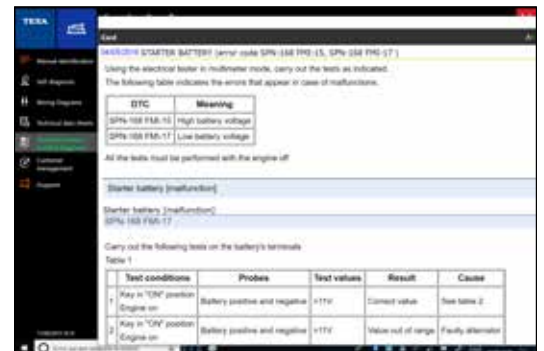 TEXA
Card
04/05/2016 STARTER BATTERY (error code SPN-168 FMI-15, SPN-168 FMI-17 )
Using the electrical tester in multimeter mode, carry out the tests as indicated.
The following table indicates the errors that appear in case of malfunctions.
DTC Meaning
SPN-168 FMI-15 High battery voltage
SPN-168 FMI-17 Low battery voltage
All the tests must be performed with the engine off
Starter battery [malfunction]
Starter battery [malfunction]
SPN-168 FMI-17
Carry out the following tests on the battery's terminals
Table 1
Test conditions Probes Test values Result Cause
1 Key in "ON" position Engine on Battery positive and negative >11V Correct value See table 2
2 Key in "ON" position Engine on Battery positive and negative <11V Value out of range Faulty alternator
Manual identification
Self diagnosis
Wiring Diagrams
Technical data sheets
Customer management
Support